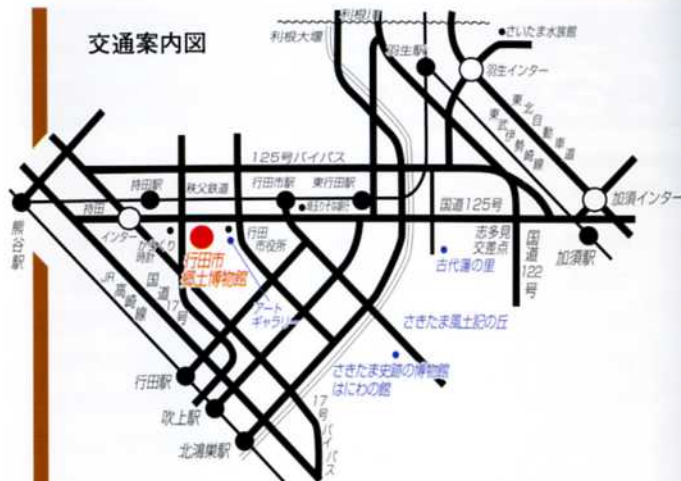 交通案内図
利根川
利根大堰
羽生駅
さいたま水族館
羽生インター
東北自動車道
東武伊勢崎線
125号バイパス
持田駅
秩父鉄道
行田市駅
東行田駅
加須インター
熊谷駅
持田
インター
からくり
時計
行田
市役所
国道125号
志多見
交差点
国道122号
加須駅
行田市
郷土博物館
アート
ギャラリー
古代蓮の里
JR高崎線
国道17号
さきたま風土記の丘
さきたま史跡の博物館
はにわの館
行田駅
吹上駅
北鴻巣駅
17号バイパス